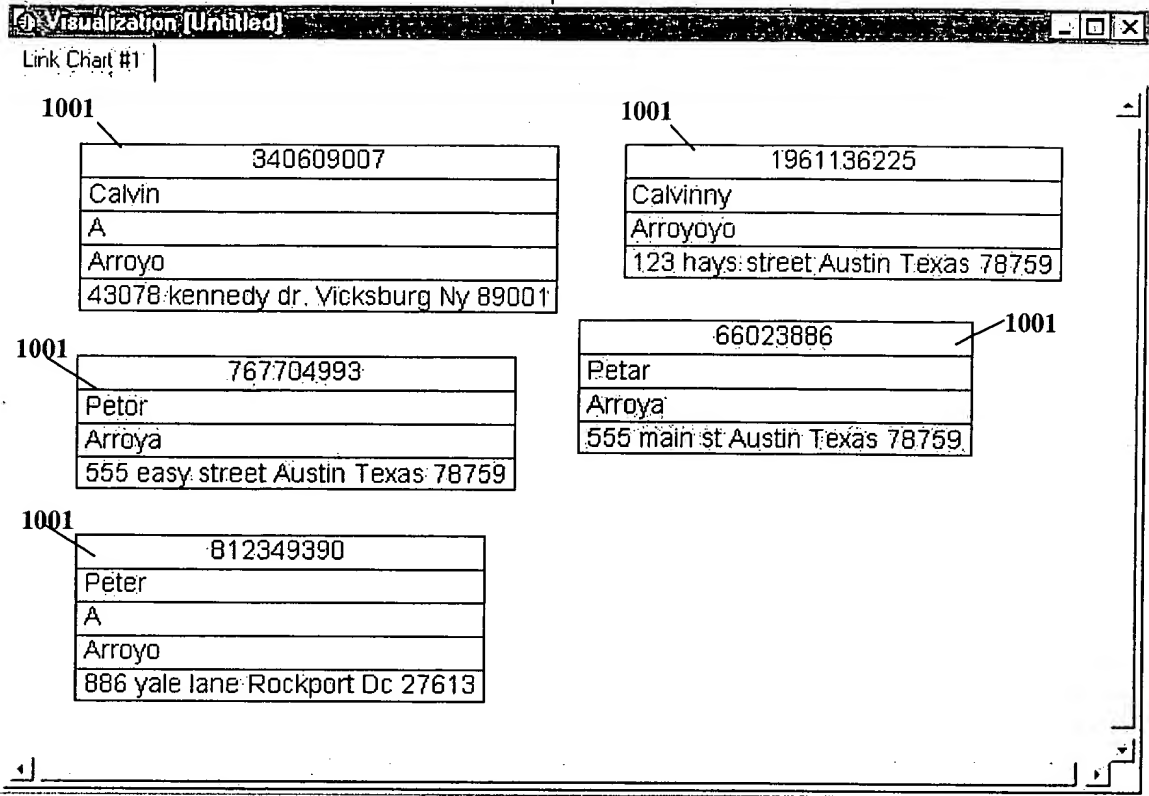 Visualization [Untitled]
Link Chart #1
1001
340609007
Calvin
A
Arroyo
43078 kennedy dr. Vicksburg Ny 89001
1001
1961136225
Calvinny
Arroyoyo
123 hays street Austin Texas 78759
1001
767704993
Petor
Arroya
555 easy street Austin Texas 78759
1001
66023886
Petar
Arroya
555 main st Austin Texas 78759
1001
812349390
Peter
A
Arroyo
886 yale lane Rockport Dc 27613